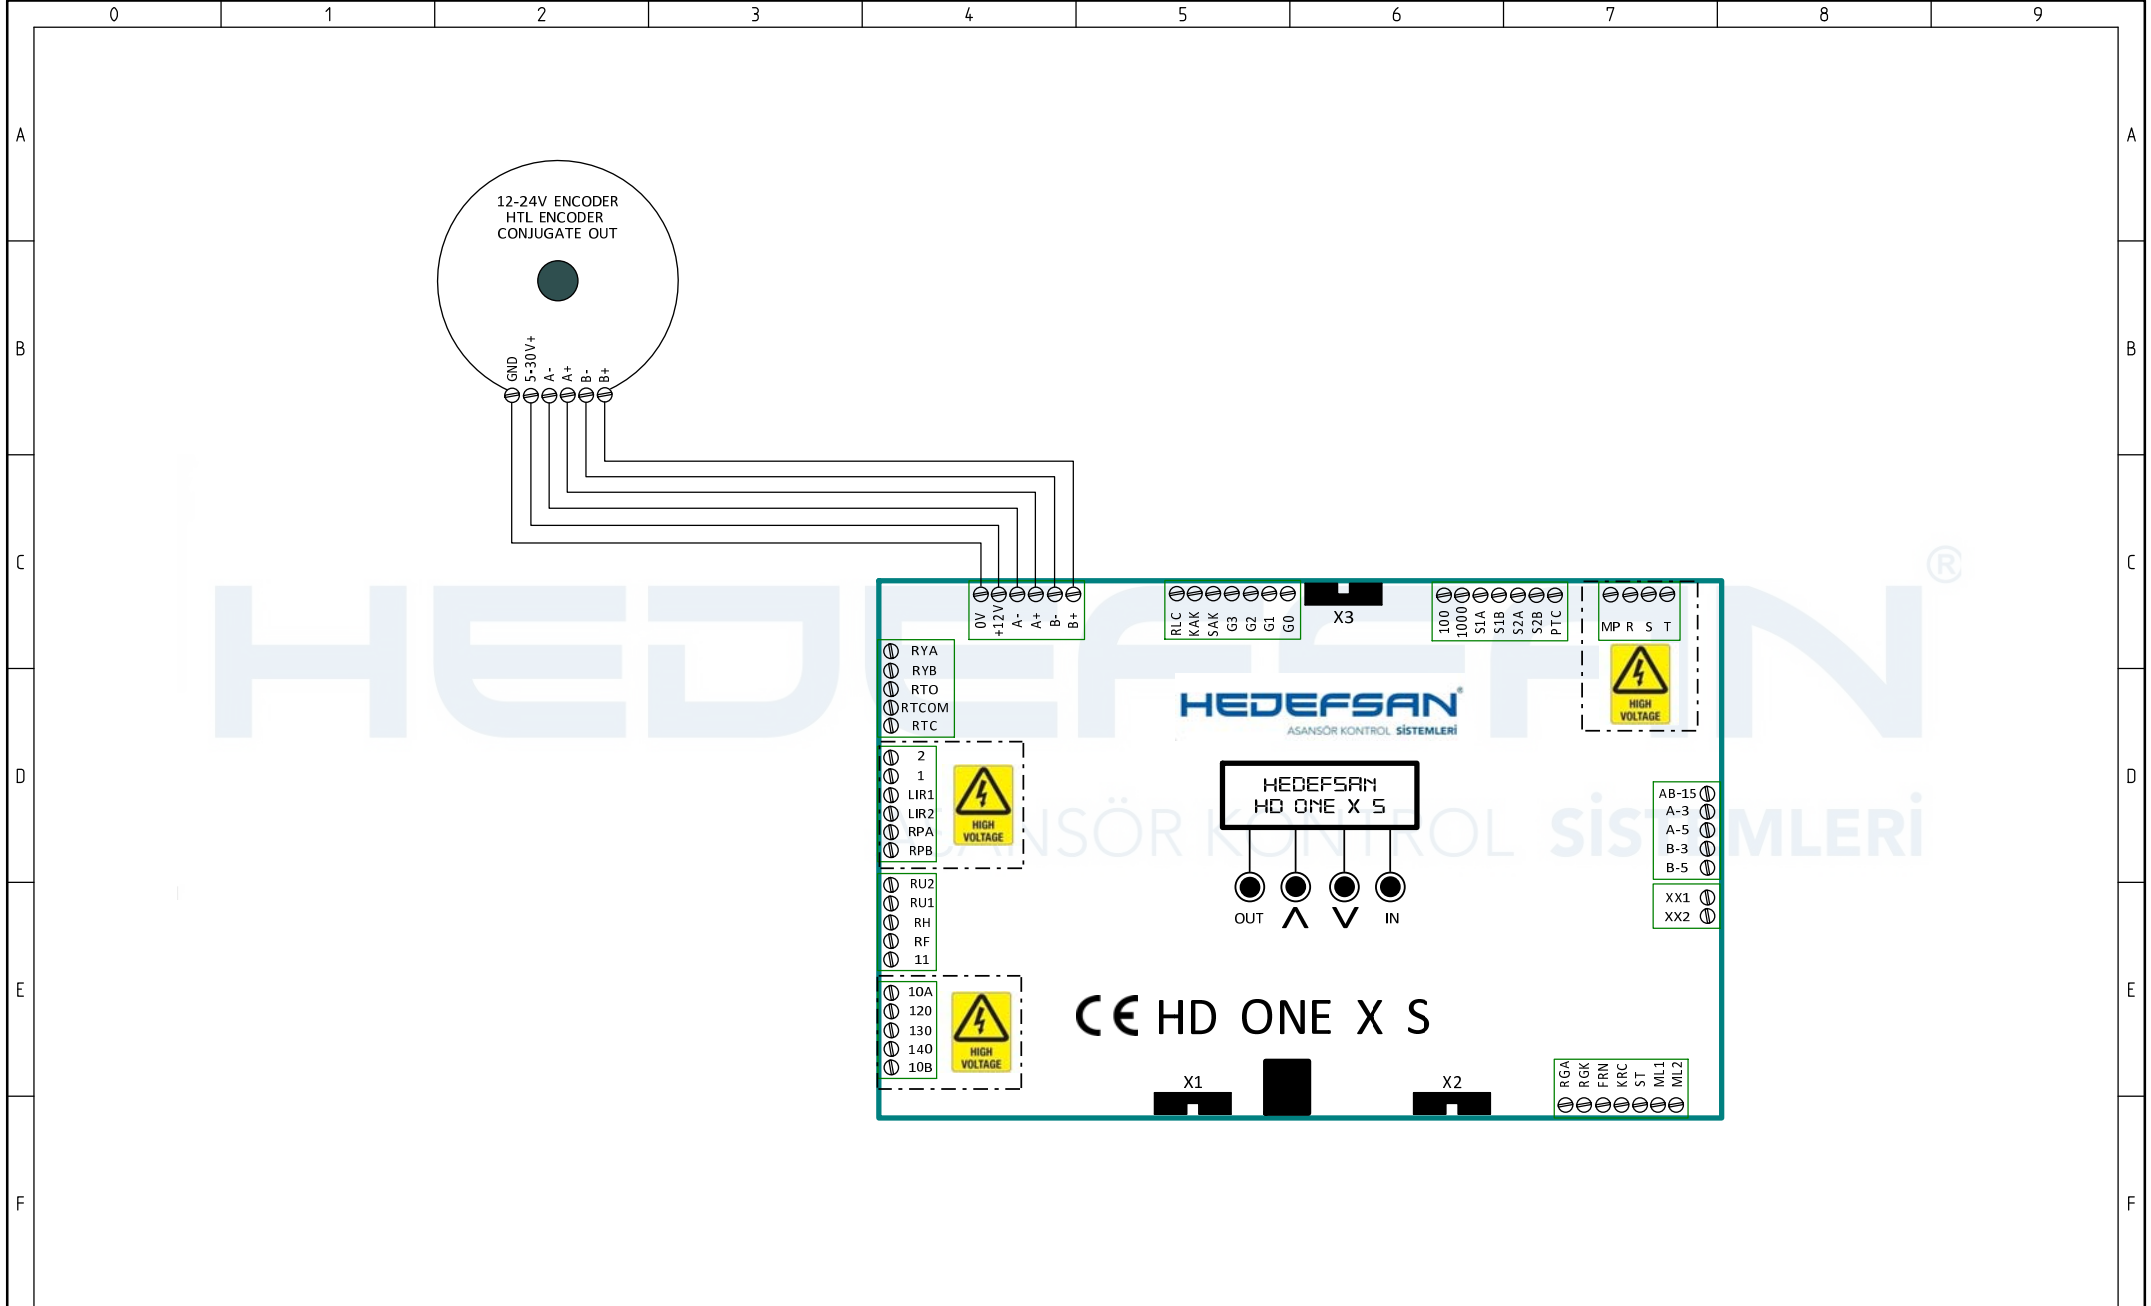 0 1 2 3 4 5 6 7 8 9
A A
12-24V ENCODER
HTL ENCODER
CONJUGATE OUT
B B
GND
5-30V+
A-
A+
B-
B+
C C
HEDEFSAN®
ASANSÖR KONTROL SİSTEMLERİ
0V
+12V
A-
A+
B-
B+
RLC
KAK
SAK
G3
G2
G1
G0
X3
100
1000
S1A
S1B
S2A
S2B
PTC
MP R S T
HIGH
VOLTAGE
RYA
RYB
RTO
RTCOM
RTC
HEDEFSAN®
ASANSÖR KONTROL SİSTEMLERİ
D D
2
1
LIR1
LIR2
RPA
RPB
HIGH
VOLTAGE
HEDEFSAN
HD ONE X S
OUT
IN
AB-15
A-3
A-5
B-3
B-5
XX1
XX2
RU2
RU1
RH
RF
11
E E
10A
120
130
140
10B
HIGH
VOLTAGE
CE HD ONE X S
X1
X2
RGA
RGK
FRN
KRC
ST
ML1
ML2
F F